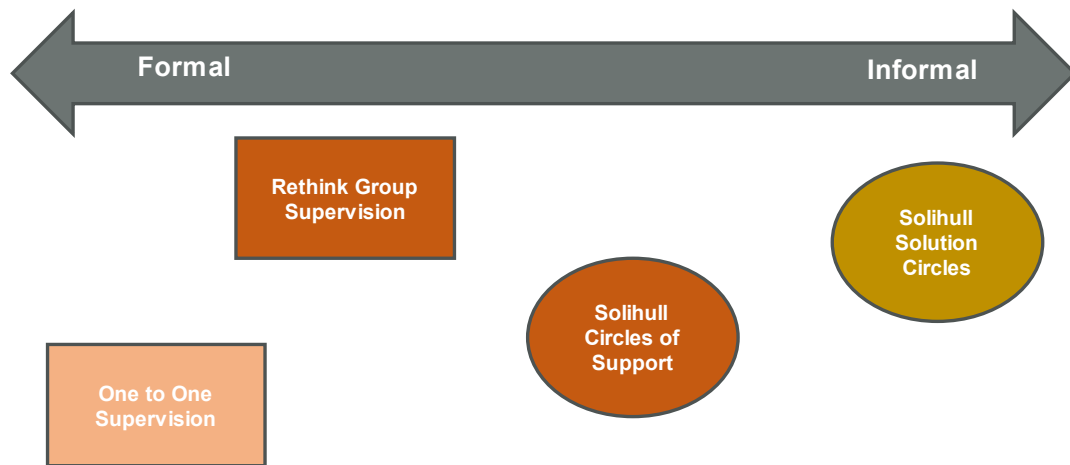 Formal
Informal
Rethink Group
Supervision
Solihull
Solution
Circles
Solihull
Circles of
Support
One to One
Supervision